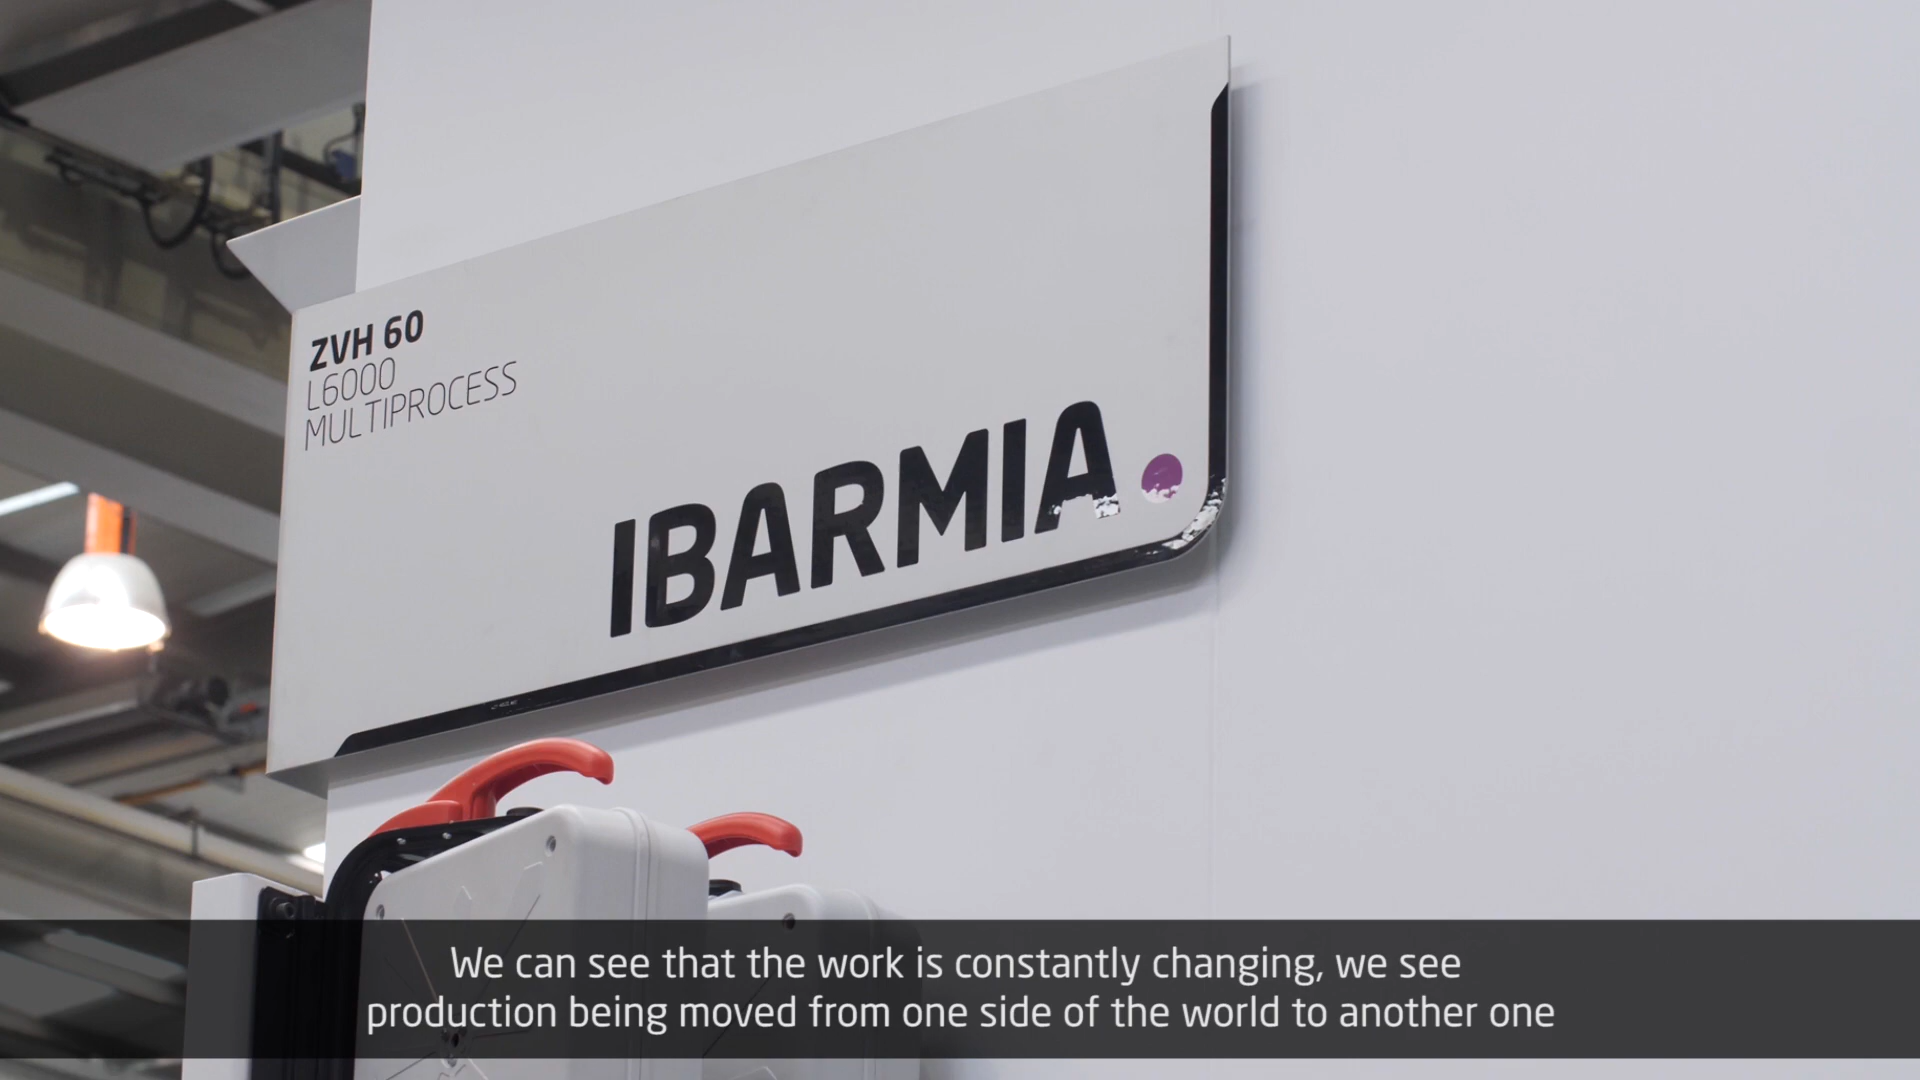 ZVH 60
L6000
MULTIPROCESS
IBARMIA
We can see that the work is constantly changing, we see
production being moved from one side of the world to another one